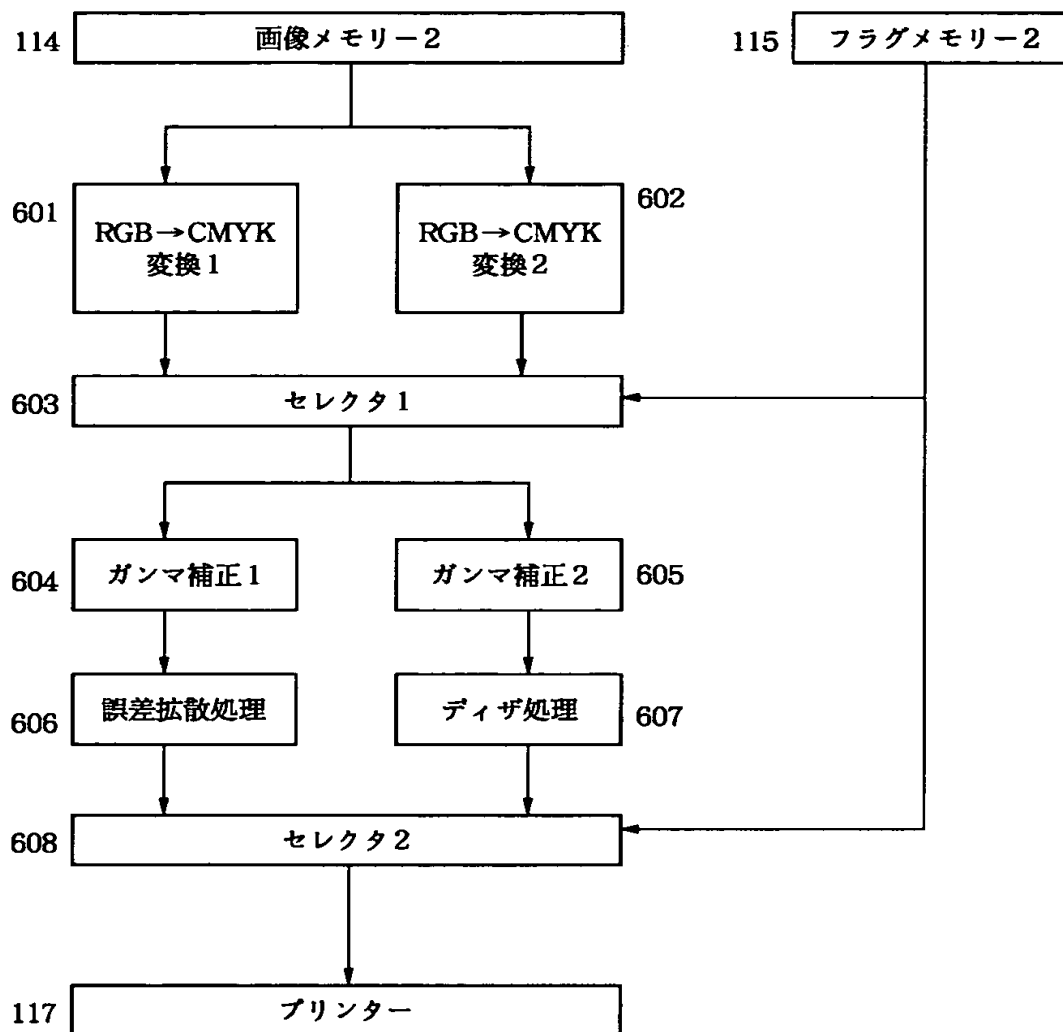 114
画像メモリー2
115
フラグメモリー2
601
RGB→CMYK
変換1
RGB→CMYK
変換2
602
603
セレクタ1
604
ガンマ補正1
ガンマ補正2
605
606
誤差拡散処理
ディザ処理
607
608
セレクタ2
117
プリンター